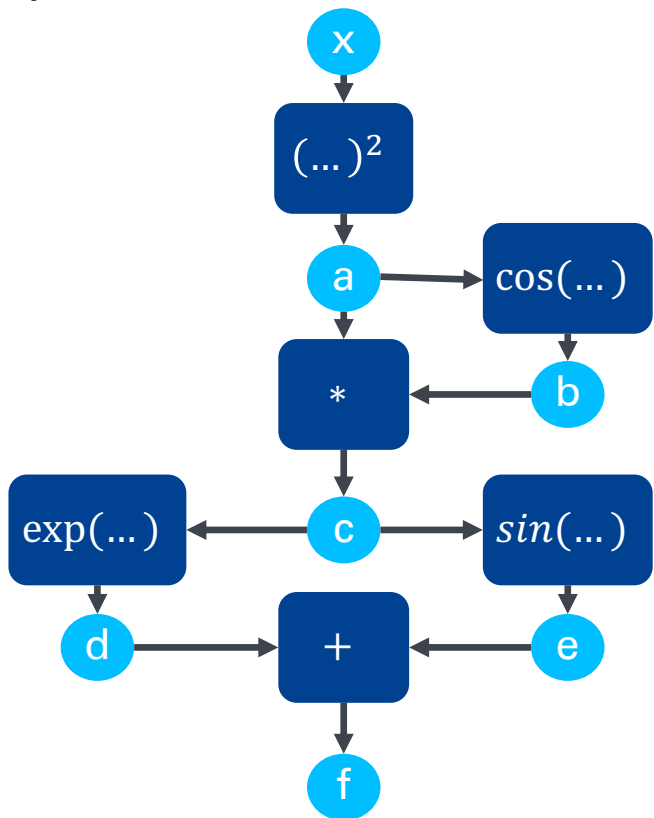 x
(…)²
a
cos(…)
*
b
exp(…)
c
sin(…)
d
+
e
f